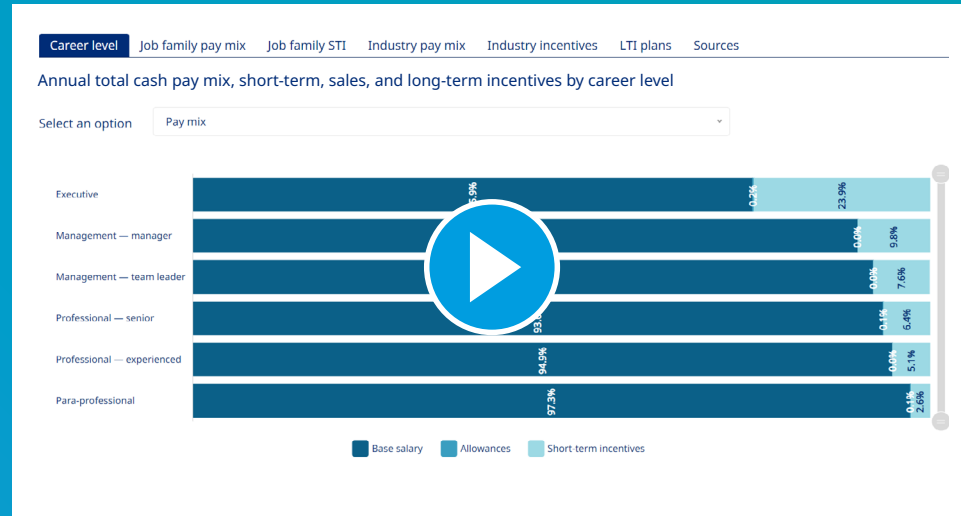 Career level Job family pay mix Job family STI Industry pay mix Industry incentives LTI plans Sources
Annual total cash pay mix, short-term, sales, and long-term incentives by career level
Select an option Pay mix
Executive 0.2% 23.9%
Management — manager 0.0% 9.8%
Management — team leader 0.0% 7.6%
Professional — senior 0.1% 6.4%
Professional — experienced 94.9% 0.0% 5.1%
Para-professional 97.3% 0.1% 2.6%
Base salary Allowances Short-term incentives